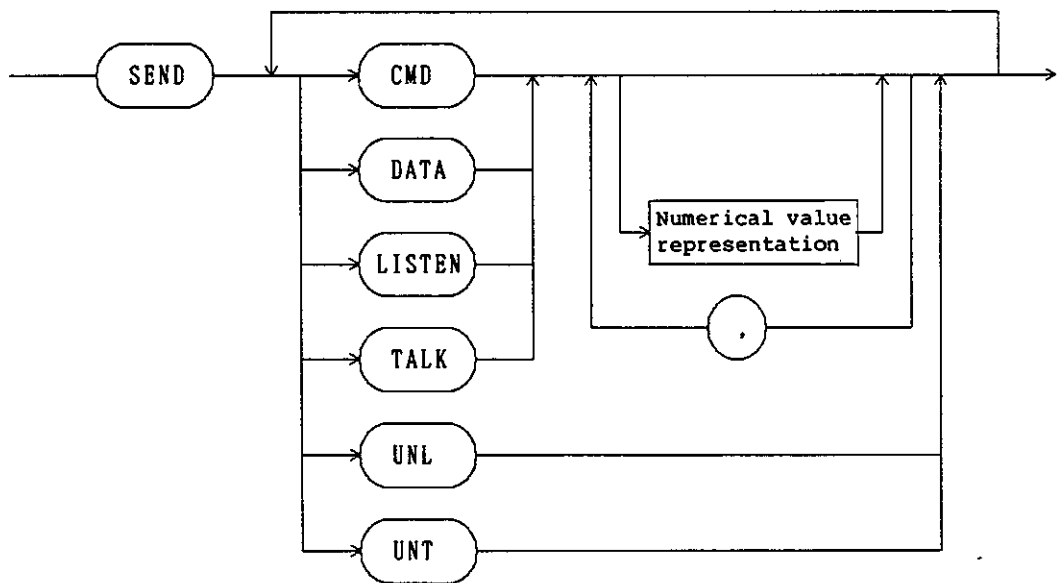 SEND
CMD
DATA
LISTEN
TALK
UNL
UNT
Numerical value
representation
,